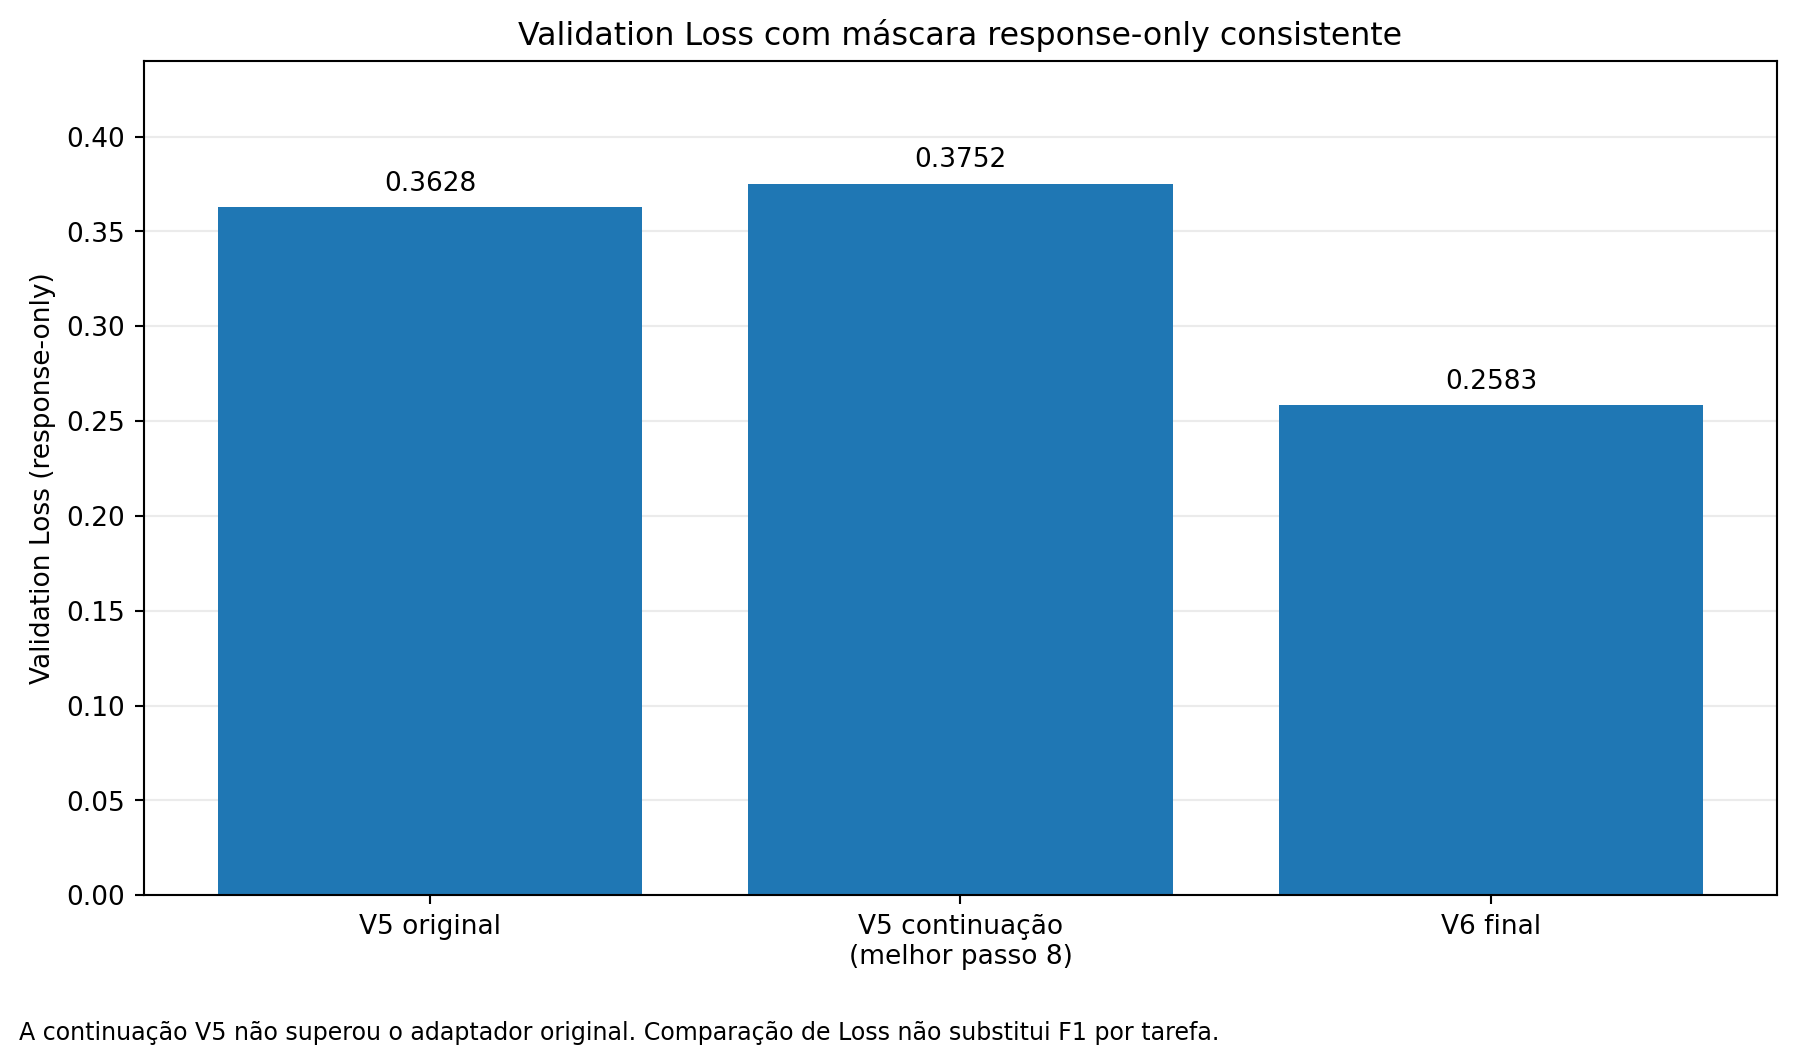 Validation Loss com máscara response-only consistente
Validation Loss (response-only)
0.40
0.35
0.30
0.25
0.20
0.15
0.10
0.05
0.00
0.3628
0.3752
0.2583
V5 original
V5 continuação
(melhor passo 8)
V6 final
A continuação V5 não superou o adaptador original. Comparação de Loss não substitui F1 por tarefa.